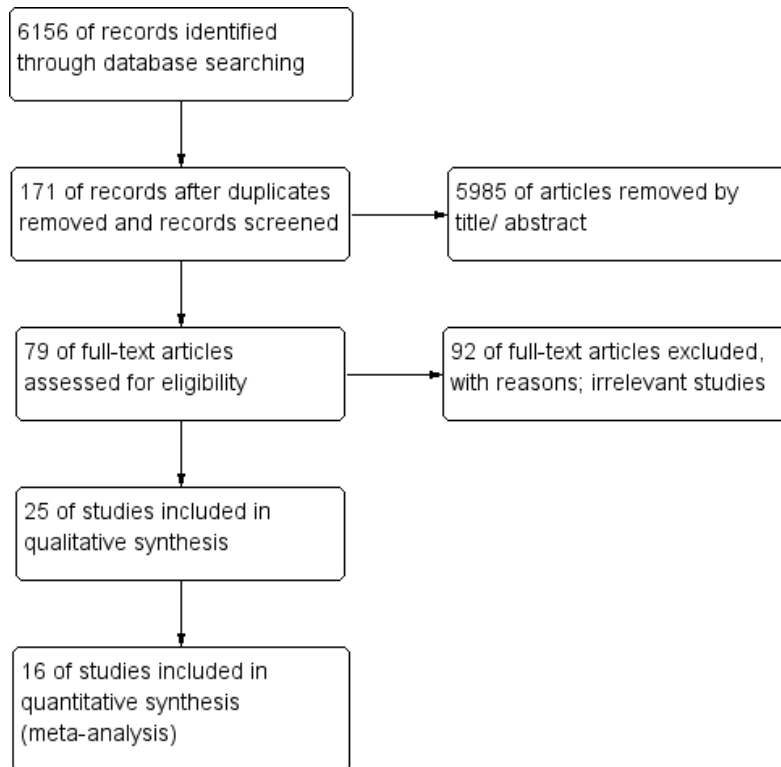 6156 of records identified
through database searching
171 of records after duplicates
removed and records screened
5985 of articles removed by
title/ abstract
79 of full-text articles
assessed for eligibility
92 of full-text articles excluded,
with reasons; irrelevant studies
25 of studies included in
qualitative synthesis
16 of studies included in
quantitative synthesis
(meta-analysis)